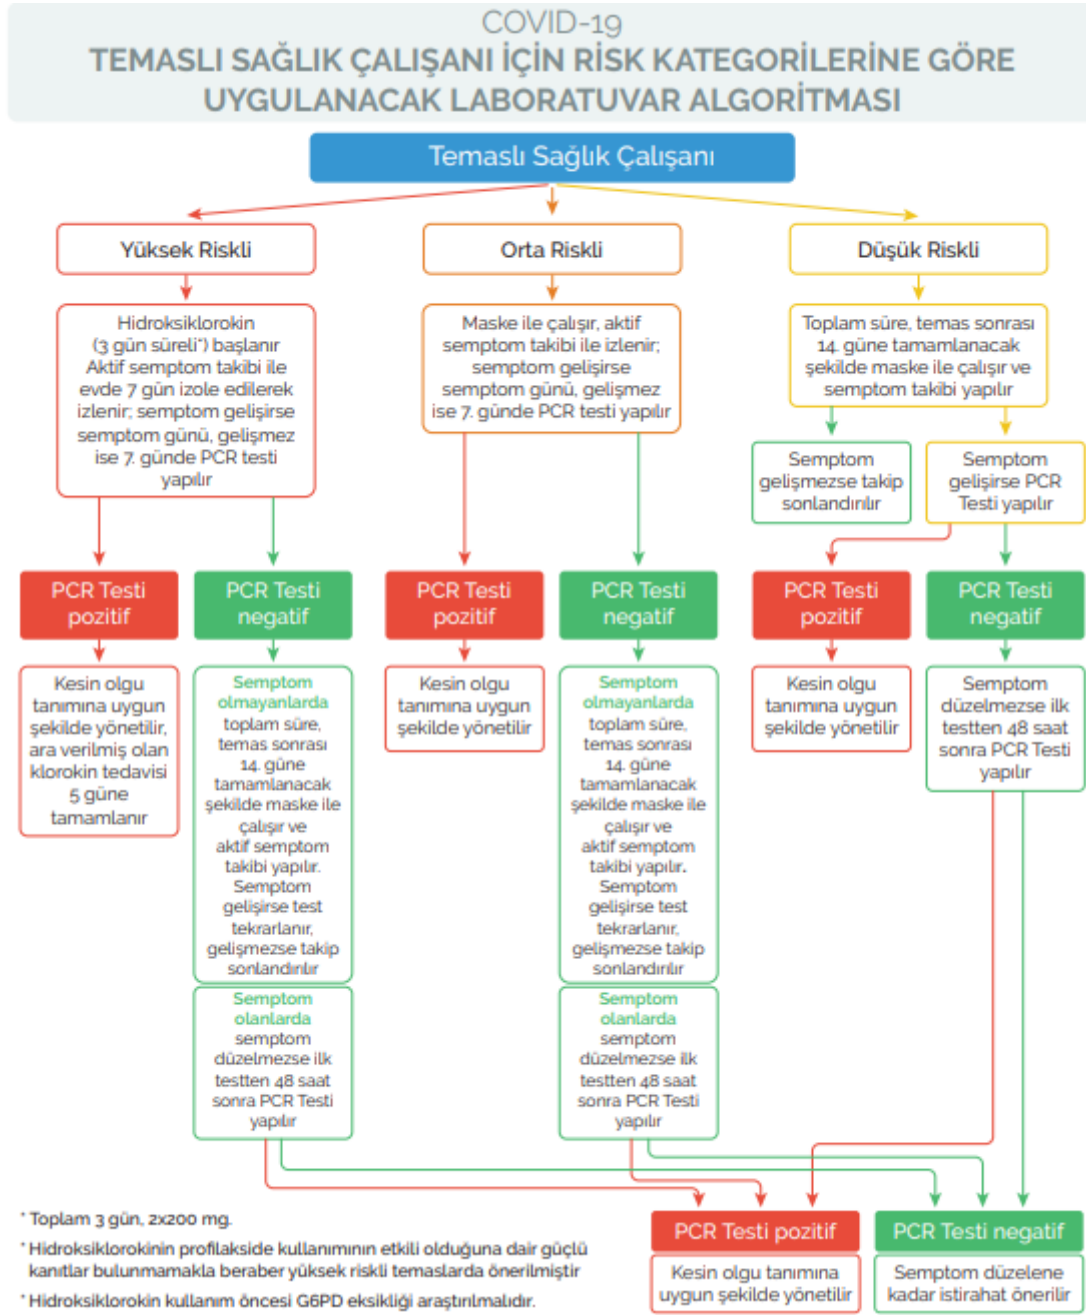 COVID-19
TEMASLI SAĞLIK ÇALIŞANI İÇİN RİSK KATEGORİLERİNE GÖRE
UYGULANACAK LABORATUVAR ALGORİTMASI
Temaslı Sağlık Çalışanı
Yüksek Riskli
Hidroksiklorokin
(3 gün süreli*) başlanır
Aktif semptom takibi ile
evde 7 gün izole edilerek
izlenir; semptom gelişirse
semptom günü, gelişmez
ise 7. günde PCR testi
yapılır
PCR Testi
pozitif
Kesin olgu
tanımına uygun
şekilde yönetilir,
ara verilmiş olan
klorokin tedavisi
5 güne
tamamlanır
PCR Testi
negatif
Semptom
olmayanlarda
toplam süre,
temas sonrası
14. güne
tamamlanacak
şekilde maske ile
çalışır ve
aktif semptom
takibi yapılır.
Semptom
gelişirse test
tekrarlanır,
gelişmezse takip
sonlandırılır
Semptom
olanlarda
semptom
düzelmezse ilk
testten 48 saat
sonra PCR Testi
yapılır
Orta Riskli
Maske ile çalışır, aktif
semptom takibi ile izlenir;
semptom gelişirse
semptom günü, gelişmez
ise 7. günde PCR testi yapılır
PCR Testi
pozitif
Kesin olgu
tanımına uygun
şekilde yönetilir
PCR Testi
negatif
Semptom
olmayanlarda
toplam süre,
temas sonrası
14. güne
tamamlanacak
şekilde maske ile
çalışır ve
aktif semptom
takibi yapılır.
Semptom
gelişirse test
tekrarlanır,
gelişmezse takip
sonlandırılır
Semptom
olanlarda
semptom
düzelmezse ilk
testten 48 saat
sonra PCR Testi
yapılır
Düşük Riskli
Toplam süre, temas sonrası
14. güne tamamlanacak
şekilde maske ile çalışır ve
semptom takibi yapılır
Semptom
gelişmezse takip
sonlandırılır
Semptom
gelişirse PCR
Testi yapılır
PCR Testi
pozitif
Kesin olgu
tanımına uygun
şekilde yönetilir
PCR Testi
negatif
Semptom
düzelmezse ilk
testten 48 saat
sonra PCR Testi
yapılır
PCR Testi pozitif
Kesin olgu tanımına
uygun şekilde yönetilir
PCR Testi negatif
Semptom düzelene
kadar istirahat önerilir
* Toplam 3 gün, 2x200 mg.
* Hidroksiklorokinin profilakside kullanımının etkili olduğuna dair güçlü
kanıtlar bulunmamakla beraber yüksek riskli temaslarda önerilmiştir
* Hidroksiklorokin kullanım öncesi G6PD eksikliği araştırılmalıdır.